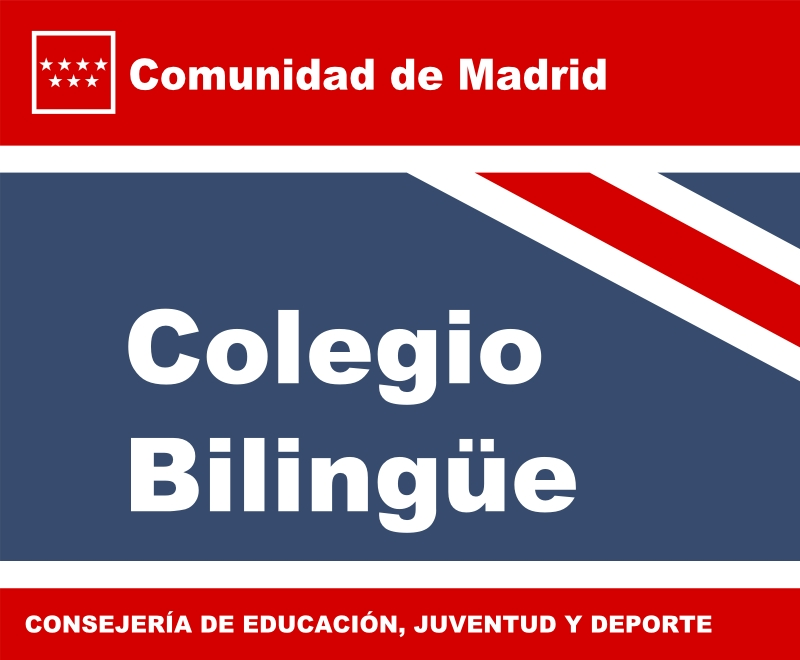 Comunidad de Madrid
Colegio
Bilingüe
CONSEJERÍA DE EDUCACIÓN, JUVENTUD Y DEPORTE